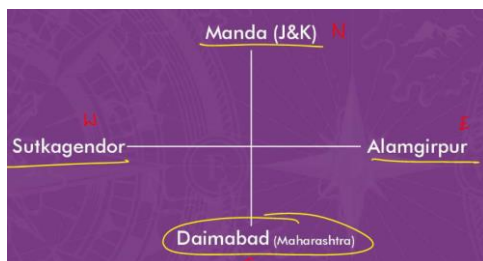 Manda (J&K) N
W
E
Sutkagendor
Alamgirpur
Daimabad (Maharashtra)